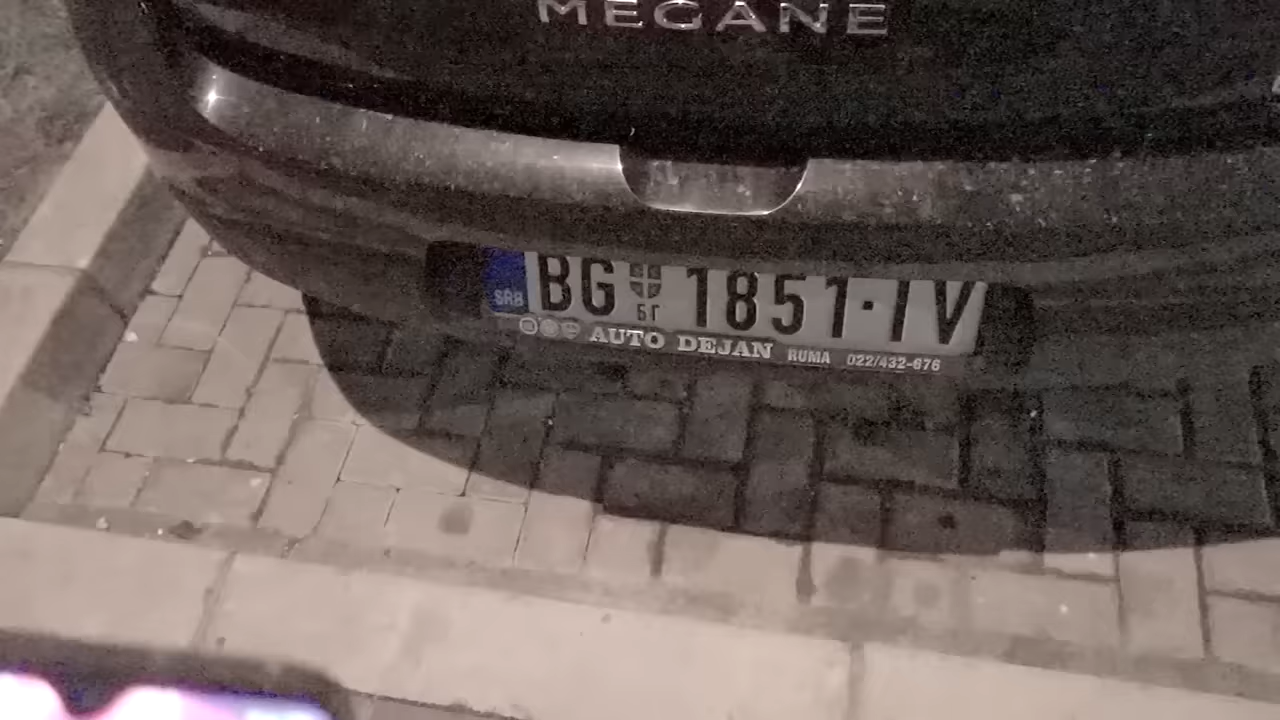 MEGANE
SRB BG БГ 1851·IV
AUTO DEJAN RUMA 022/432-676